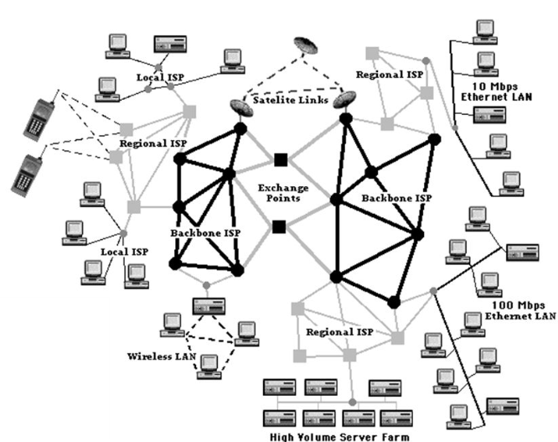 Local ISP
Regional ISP
10 Mbps
Ethernet LAN
Satelite Links
Regional ISP
Exchange
Points
Backbone ISP
Backbone ISP
Local ISP
100 Mbps
Ethernet LAN
Regional ISP
Wireless LAN
High Volume Server Farm